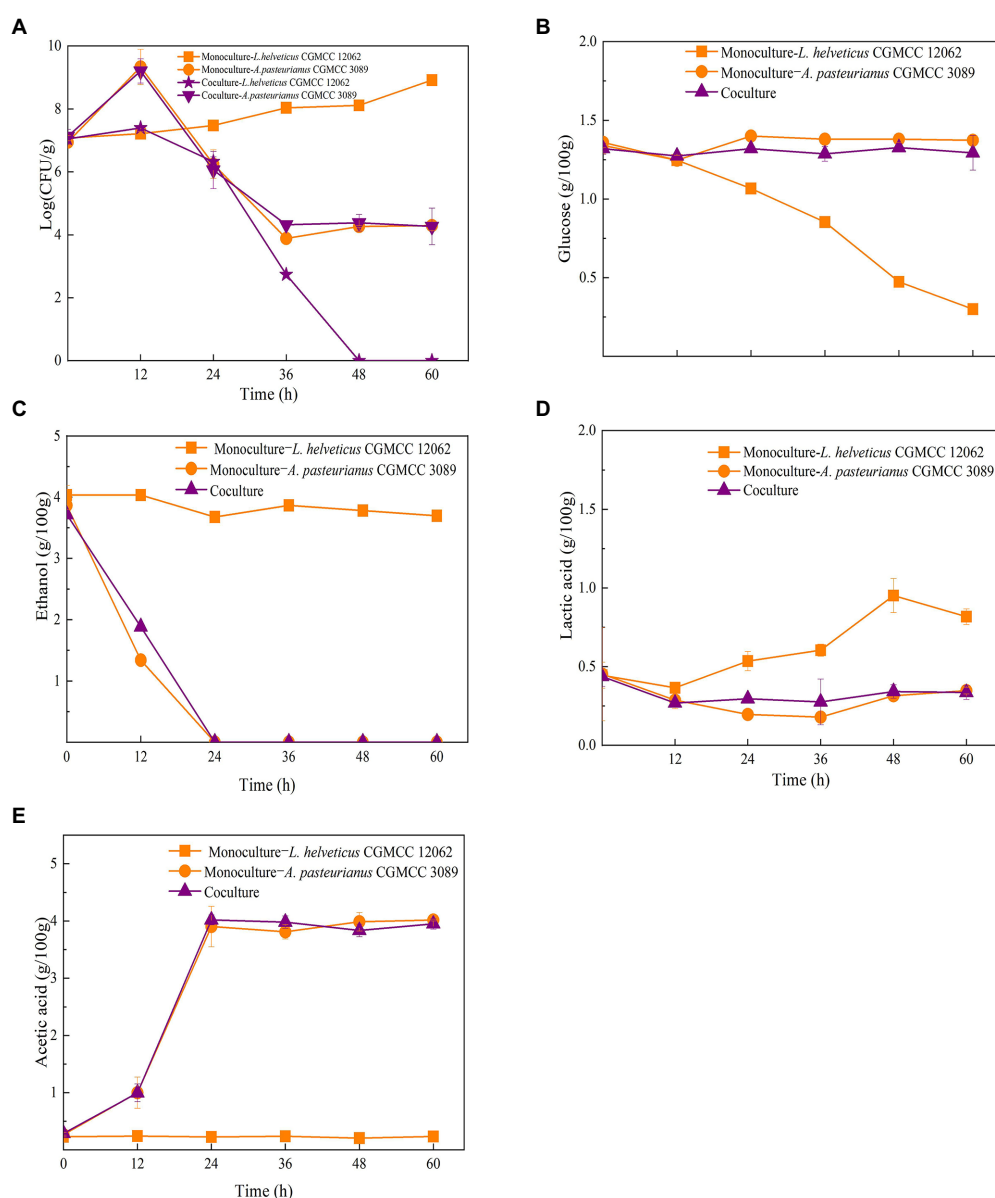 A
10
8
6
4
2
0
Log(CFU/g)
12
24
36
48
60
Time (h)
Monoculture-L.helveticus CGMCC 12062
Monoculture-A.pasteurianus CGMCC 3089
Coculture-L.helveticus CGMCC 12062
Coculture-A.pasteurianus CGMCC 3089
B
2.0
1.5
1.0
0.5
Glucose (g/100g)
Monoculture-L. helveticus CGMCC 12062
Monoculture-A. pasteurianus CGMCC 3089
Coculture
C
5
4
3
2
1
Ethanol (g/100g)
0
12
24
36
48
60
Time (h)
Monoculture-L. helveticus CGMCC 12062
Monoculture-A. pasteurianus CGMCC 3089
Coculture
D
2.0
1.5
1.0
0.5
0.0
Lactic acid (g/100g)
12
24
36
48
60
Time (h)
Monoculture-L. helveticus CGMCC 12062
Monoculture-A. pasteurianus CGMCC 3089
Coculture
E
5
4
3
2
1
Acetic acid (g/100g)
0
12
24
36
48
60
Time (h)
Monoculture-L. helveticus CGMCC 12062
Monoculture-A. pasteurianus CGMCC 3089
Coculture